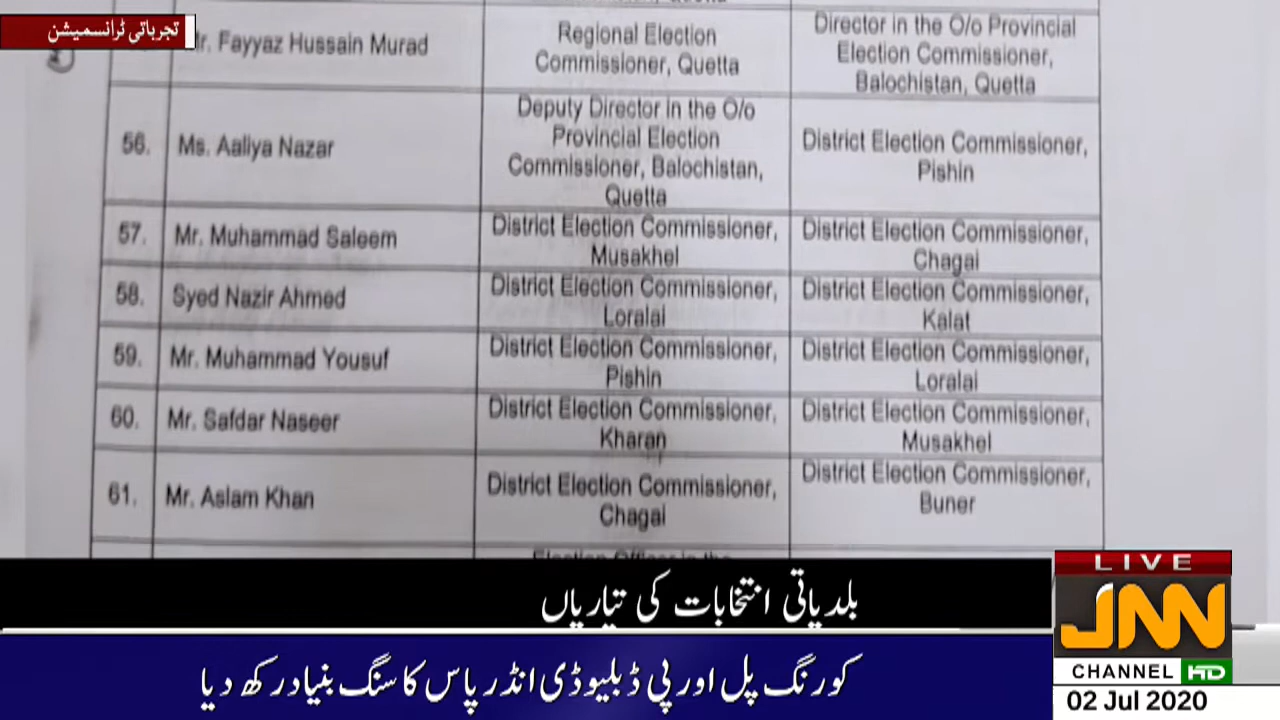 تجرباتی ٹرانسمیشن
Fayyaz Hussain Murad
Regional Election
Commissioner, Quetta
Director in the O/o Provincial
Election Commissioner,
Balochistan, Quetta
56.
Ms. Aaliya Nazar
Deputy Director in the O/o
Provincial Election
Commissioner, Balochistan,
Quetta
District Election Commissioner,
Pishin
57.
Mr. Muhammad Saleem
District Election Commissioner,
Musakhel
District Election Commissioner,
Chagai
58.
Syed Nazir Ahmed
District Election Commissioner,
Loralai
District Election Commissioner,
Kalat
59.
Mr. Muhammad Yousuf
District Election Commissioner,
Pishin
District Election Commissioner,
Loralai
60.
Mr. Safdar Naseer
District Election Commissioner,
Kharan
District Election Commissioner,
Musakhel
61.
Mr. Aslam Khan
District Election Commissioner,
Chagai
District Election Commissioner,
Buner
بلدیاتی انتخابات کی تیاریاں
کورنگ پل اور پی ڈبلیو ڈی انڈر پاس کا سنگ بنیاد رکھ دیا
LIVE
JNN
CHANNEL HD
02 Jul 2020